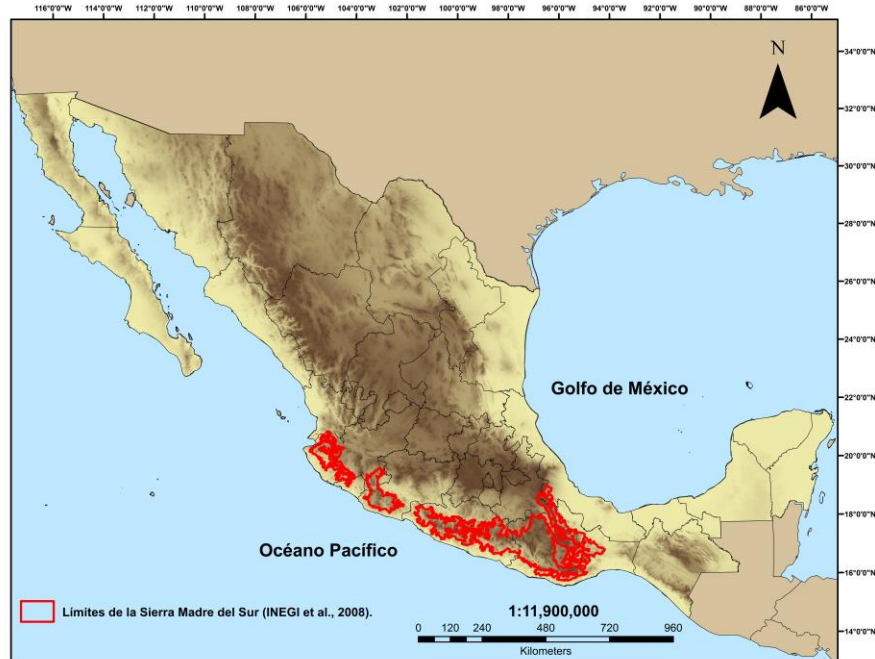 116°0'0"W 114°0'0"W 112°0'0"W 110°0'0"W 108°0'0"W 106°0'0"W 104°0'0"W 102°0'0"W 100°0'0"W 98°0'0"W 96°0'0"W 94°0'0"W 92°0'0"W 90°0'0"W 88°0'0"W 86°0'0"W
N
34°0'0"N
32°0'0"N
30°0'0"N
28°0'0"N
26°0'0"N
24°0'0"N
Golfo de México
22°0'0"N
20°0'0"N
18°0'0"N
Océano Pacífico
16°0'0"N
Límites de la Sierra Madre del Sur (INEGI et al., 2008).
1:11,900,000
0 120 240 480 720 960
Kilometers
14°0'0"N